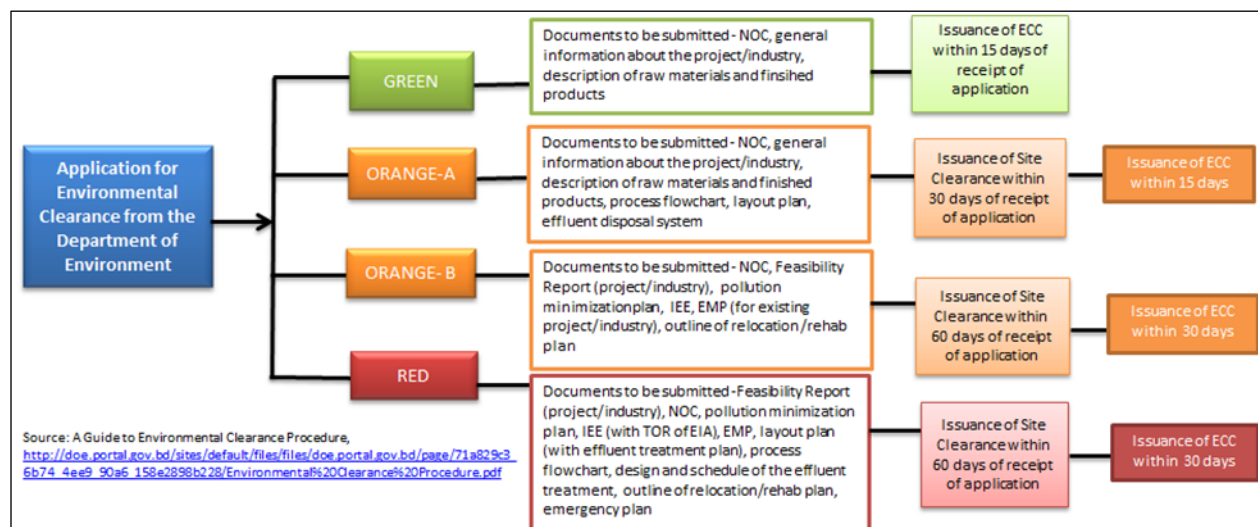 Application for
Environmental
Clearance from the
Department of
Environment
GREEN
Documents to be submitted - NOC, general
information about the project/industry,
description of raw materials and finsihed
products
Issuance of ECC
within 15 days of
receipt of
application
ORANGE-A
Documents to be submitted - NOC, general
information about the project/industry,
description of raw materials and finished
products, process flowchart, layout plan,
effluent disposal system
Issuance of Site
Clearance within
30 days of receipt
of application
Issuance of ECC
within 15 days
ORANGE- B
Documents to be submitted - NOC, Feasibility
Report (project/industry), pollution
minimizationplan, IEE, EMP (for existing
project/industry), outline of relocation /rehab
plan
Issuance of Site
Clearance within
60 days of receipt
of application
Issuance of ECC
within 30 days
RED
Documents to be submitted -Feasibility Report
(project/industry), NOC, pollution minimization
plan, IEE (with TOR of EIA), EMP, layout plan
(with effluent treatment plan), process
flowchart, design and schedule of the effluent
treatment, outline of relocation/rehab plan,
emergency plan
Issuance of Site
Clearance within
60 days of receipt
of application
Issuance of ECC
within 30 days
Source: A Guide to Environmental Clearance Procedure,
http://doe.portal.gov.bd/sites/default/files/files/doe.portal.gov.bd/page/71a829c3_
6b74_4ee9_90a6_158e2898b228/Environmental%20Clearance%20Procedure.pdf